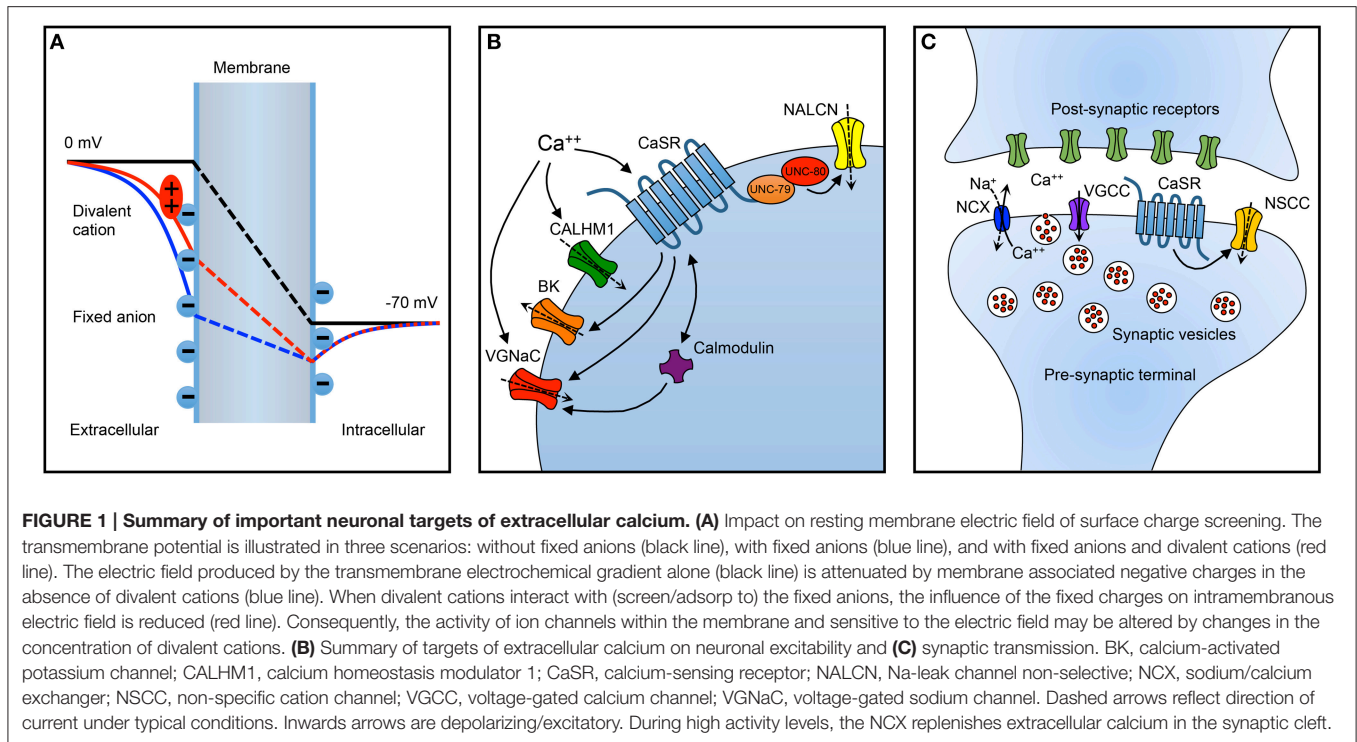 A
Membrane
0 mV
+
+
Divalent
cation
Fixed anion
-70 mV
Extracellular
Intracellular
B
NALCN
CaSR
Ca++
UNC-80
UNC-79
CALHM1
BK
VGNaC
Calmodulin
C
Post-synaptic receptors
Ca++
Na+
VGCC
CaSR
NSCC
NCX
Ca++
Synaptic vesicles
Pre-synaptic terminal
FIGURE 1 | Summary of important neuronal targets of extracellular calcium. (A) Impact on resting membrane electric field of surface charge screening. The
transmembrane potential is illustrated in three scenarios: without fixed anions (black line), with fixed anions (blue line), and with fixed anions and divalent cations (red
line). The electric field produced by the transmembrane electrochemical gradient alone (black line) is attenuated by membrane associated negative charges in the
absence of divalent cations (blue line). When divalent cations interact with (screen/adsorp to) the fixed anions, the influence of the fixed charges on intramembranous
electric field is reduced (red line). Consequently, the activity of ion channels within the membrane and sensitive to the electric field may be altered by changes in the
concentration of divalent cations. (B) Summary of targets of extracellular calcium on neuronal excitability and (C) synaptic transmission. BK, calcium-activated
potassium channel; CALHM1, calcium homeostasis modulator 1; CaSR, calcium-sensing receptor; NALCN, Na-leak channel non-selective; NCX, sodium/calcium
exchanger; NSCC, non-specific cation channel; VGCC, voltage-gated calcium channel; VGNaC, voltage-gated sodium channel. Dashed arrows reflect direction of
current under typical conditions. Inwards arrows are depolarizing/excitatory. During high activity levels, the NCX replenishes extracellular calcium in the synaptic cleft.